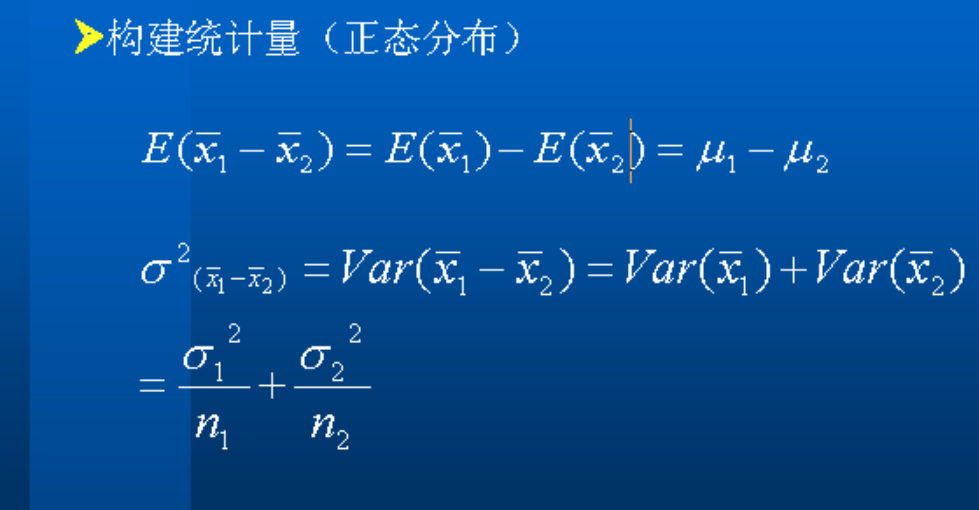 ➤构建统计量（正态分布）
E(x̄₁ − x̄₂) = E(x̄₁) − E(x̄₂) = μ₁ − μ₂
σ²₍x̄₁−x̄₂₎ = Var(x̄₁ − x̄₂) = Var(x̄₁) + Var(x̄₂)
= σ₁²/n₁ + σ₂²/n₂